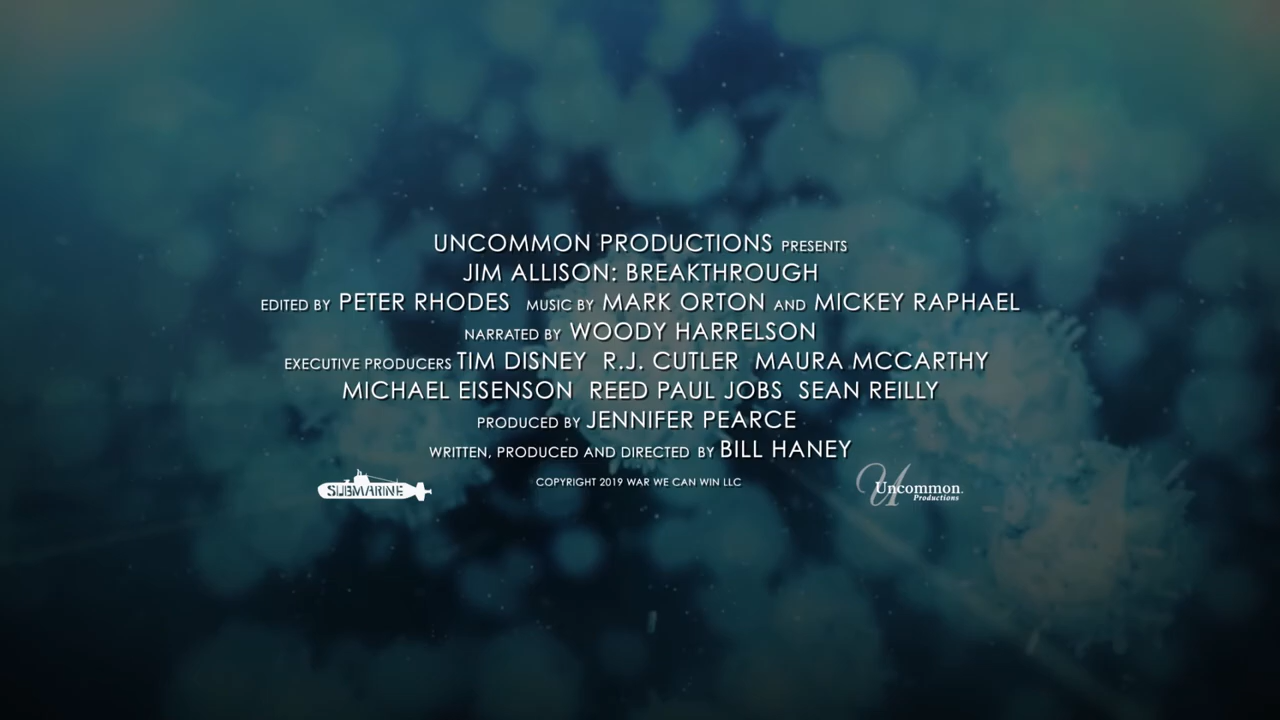 UNCOMMON PRODUCTIONS PRESENTS
JIM ALLISON: BREAKTHROUGH
EDITED BY PETER RHODES MUSIC BY MARK ORTON AND MICKEY RAPHAEL
NARRATED BY WOODY HARRELSON
EXECUTIVE PRODUCERS TIM DISNEY R.J. CUTLER MAURA MCCARTHY
MICHAEL EISENSON REED PAUL JOBS SEAN REILLY
PRODUCED BY JENNIFER PEARCE
WRITTEN, PRODUCED AND DIRECTED BY BILL HANEY
SUBMARINE
COPYRIGHT 2019 WAR WE CAN WIN LLC
U Uncommon.
Productions